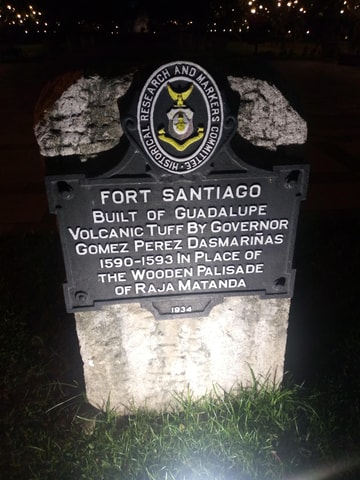 HISTORICAL RESEARCH AND MARKERS COMMITTEE
FORT SANTIAGO
BUILT OF GUADALUPE
VOLCANIC TUFF BY GOVERNOR
GOMEZ PEREZ DASMARIÑAS
1590-1593 IN PLACE OF
THE WOODEN PALISADE
OF RAJA MATANDA
1934